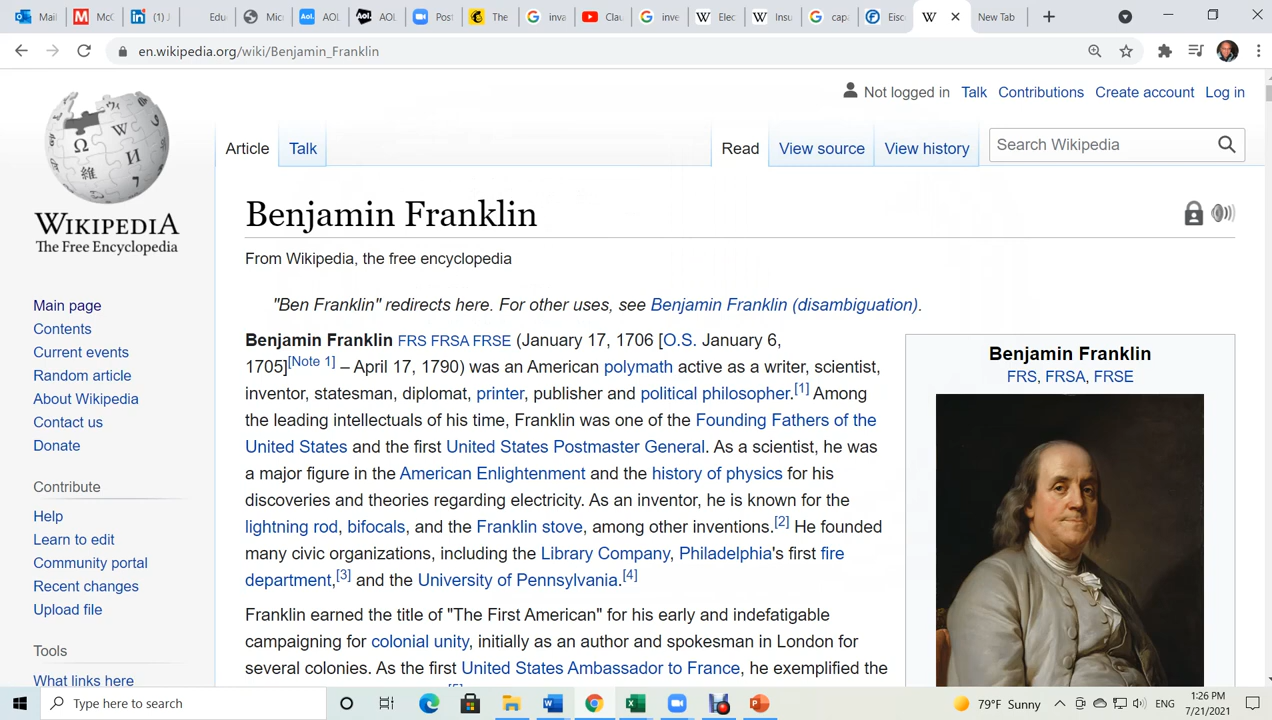 Mail
McC
(1)
Edu
Mic
AOL
AOL
Post
The
inva
Clau
inve
Elec
Insu
capa
Eisc
New Tab
en.wikipedia.org/wiki/Benjamin_Franklin
Not logged in Talk Contributions Create account Log in
Article Talk Read View source View history Search Wikipedia
WIKIPEDIA
The Free Encyclopedia
Benjamin Franklin
From Wikipedia, the free encyclopedia
"Ben Franklin" redirects here. For other uses, see Benjamin Franklin (disambiguation).
Main page
Contents
Current events
Random article
About Wikipedia
Contact us
Donate
Contribute
Help
Learn to edit
Community portal
Recent changes
Upload file
Tools
What links here
Benjamin Franklin FRS FRSA FRSE (January 17, 1706 [O.S. January 6,
1705][Note 1] – April 17, 1790) was an American polymath active as a writer, scientist,
inventor, statesman, diplomat, printer, publisher and political philosopher.[1] Among
the leading intellectuals of his time, Franklin was one of the Founding Fathers of the
United States and the first United States Postmaster General. As a scientist, he was
a major figure in the American Enlightenment and the history of physics for his
discoveries and theories regarding electricity. As an inventor, he is known for the
lightning rod, bifocals, and the Franklin stove, among other inventions.[2] He founded
many civic organizations, including the Library Company, Philadelphia's first fire
department,[3] and the University of Pennsylvania.[4]
Franklin earned the title of "The First American" for his early and indefatigable
campaigning for colonial unity, initially as an author and spokesman in London for
several colonies. As the first United States Ambassador to France, he exemplified the
Benjamin Franklin
FRS, FRSA, FRSE
Type here to search
79°F Sunny
ENG
1:26 PM
7/21/2021